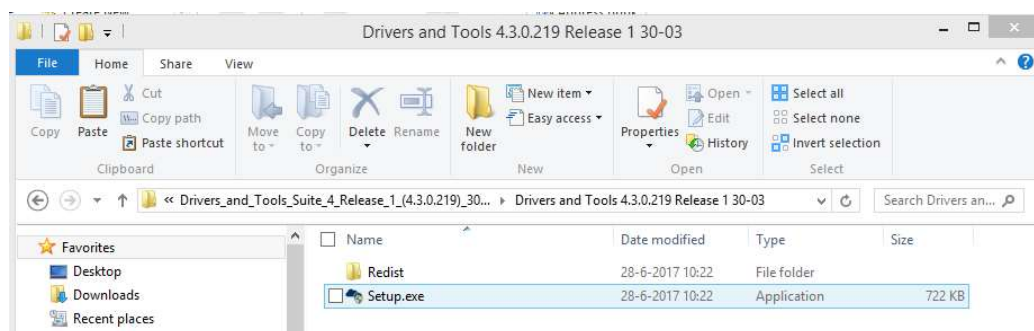 Drivers and Tools 4.3.0.219 Release 1 30-03
File Home Share View
Copy
Paste
Cut
Copy path
Paste shortcut
Clipboard
Move to
Copy to
Delete
Rename
Organize
New folder
New item
Easy access
New
Properties
Open
Edit
History
Open
Select all
Select none
Invert selection
Select
« Drivers_and_Tools_Suite_4_Release_1_(4.3.0.219)_30... Drivers and Tools 4.3.0.219 Release 1 30-03 Search Drivers an...
Favorites
Desktop
Downloads
Recent places
Name Date modified Type Size
Redist 28-6-2017 10:22 File folder
Setup.exe 28-6-2017 10:22 Application 722 KB